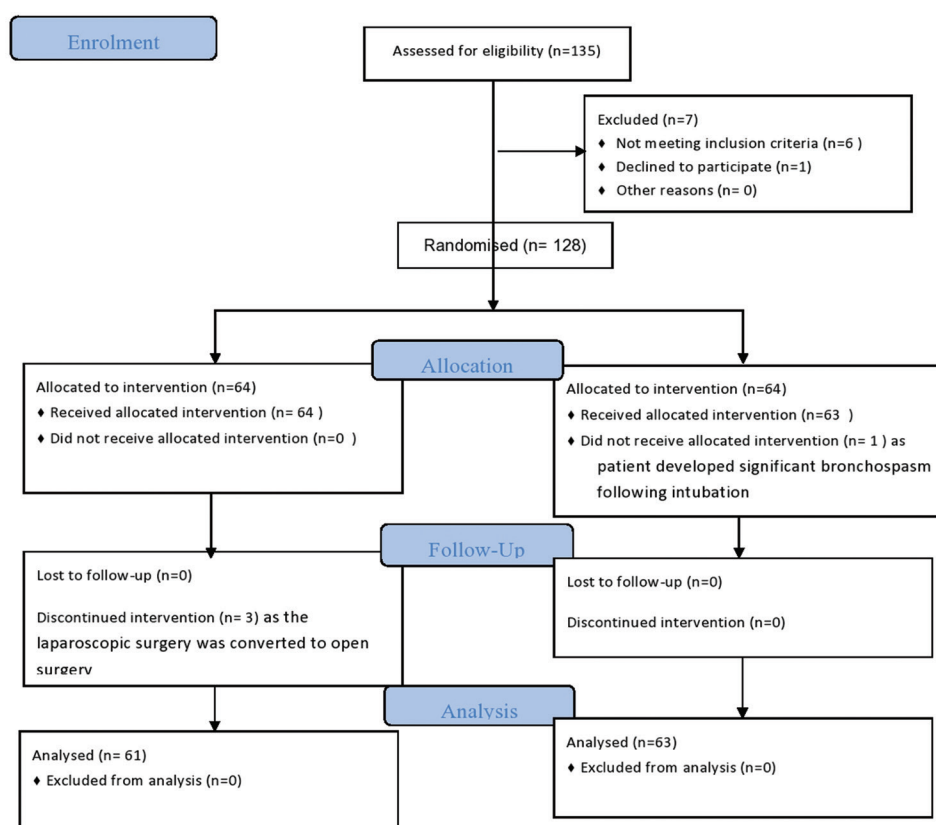 Enrolment
Assessed for eligibility (n=135)
Excluded (n=7)
♦ Not meeting inclusion criteria (n=6 )
♦ Declined to participate (n=1)
♦ Other reasons (n= 0)
Randomised (n= 128)
Allocation
Allocated to intervention (n=64)
♦ Received allocated intervention (n= 64 )
♦ Did not receive allocated intervention (n=0 )
Allocated to intervention (n=64)
♦ Received allocated intervention (n=63 )
♦ Did not receive allocated intervention (n= 1 ) as
patient developed significant bronchospasm
following intubation
Follow-Up
Lost to follow-up (n=0)
Discontinued intervention (n= 3) as the
laparoscopic surgery was converted to open
surgery
Lost to follow-up (n=0)
Discontinued intervention (n=0)
Analysis
Analysed (n= 61)
♦ Excluded from analysis (n=0)
Analysed (n=63)
♦ Excluded from analysis (n=0)